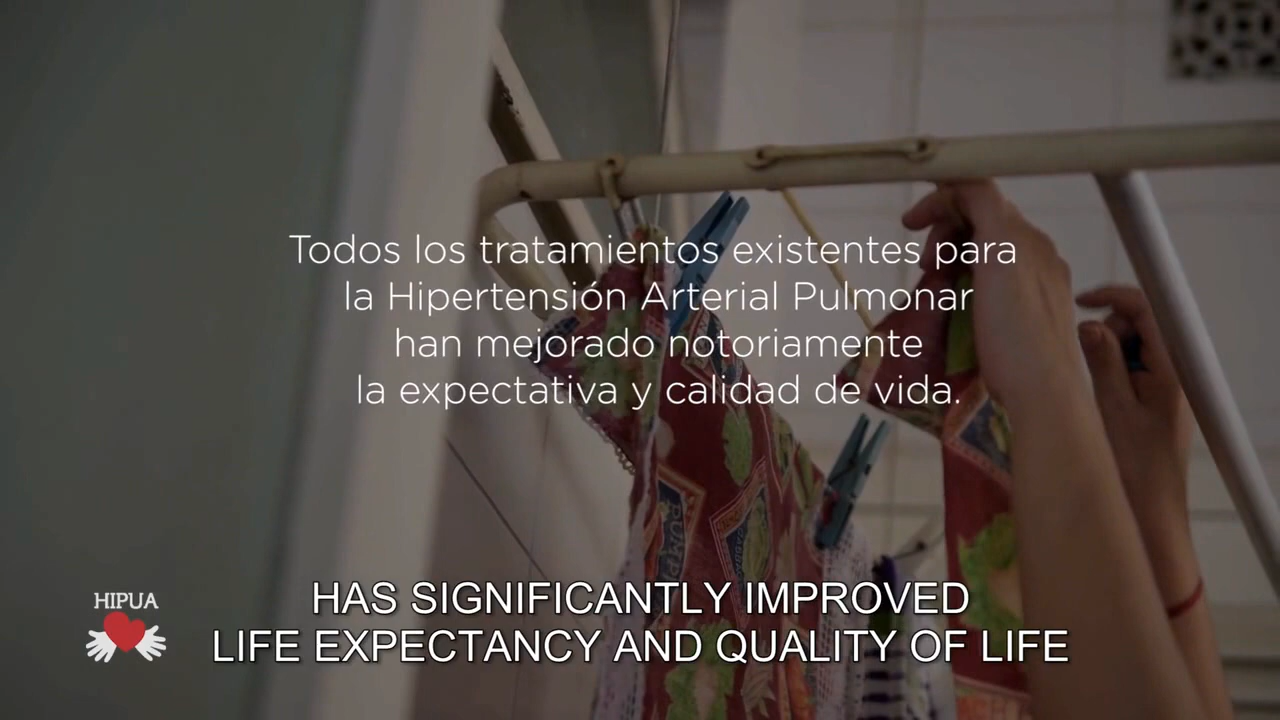 Todos los tratamientos existentes para
la Hipertensión Arterial Pulmonar
han mejorado notoriamente
la expectativa y calidad de vida.
HIPUA
HAS SIGNIFICANTLY IMPROVED
LIFE EXPECTANCY AND QUALITY OF LIFE